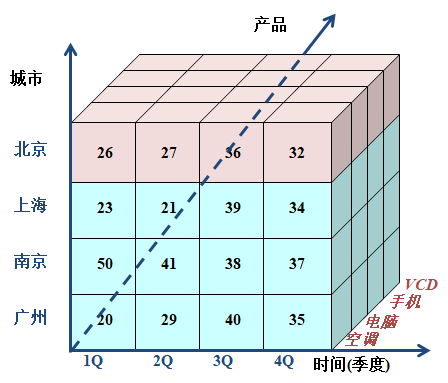 产品
城市
北京 26 27 36 32
上海 23 21 39 34
南京 50 41 38 37
广州 20 29 40 35
VCD
手机
电脑
空调
1Q 2Q 3Q 4Q 时间(季度)